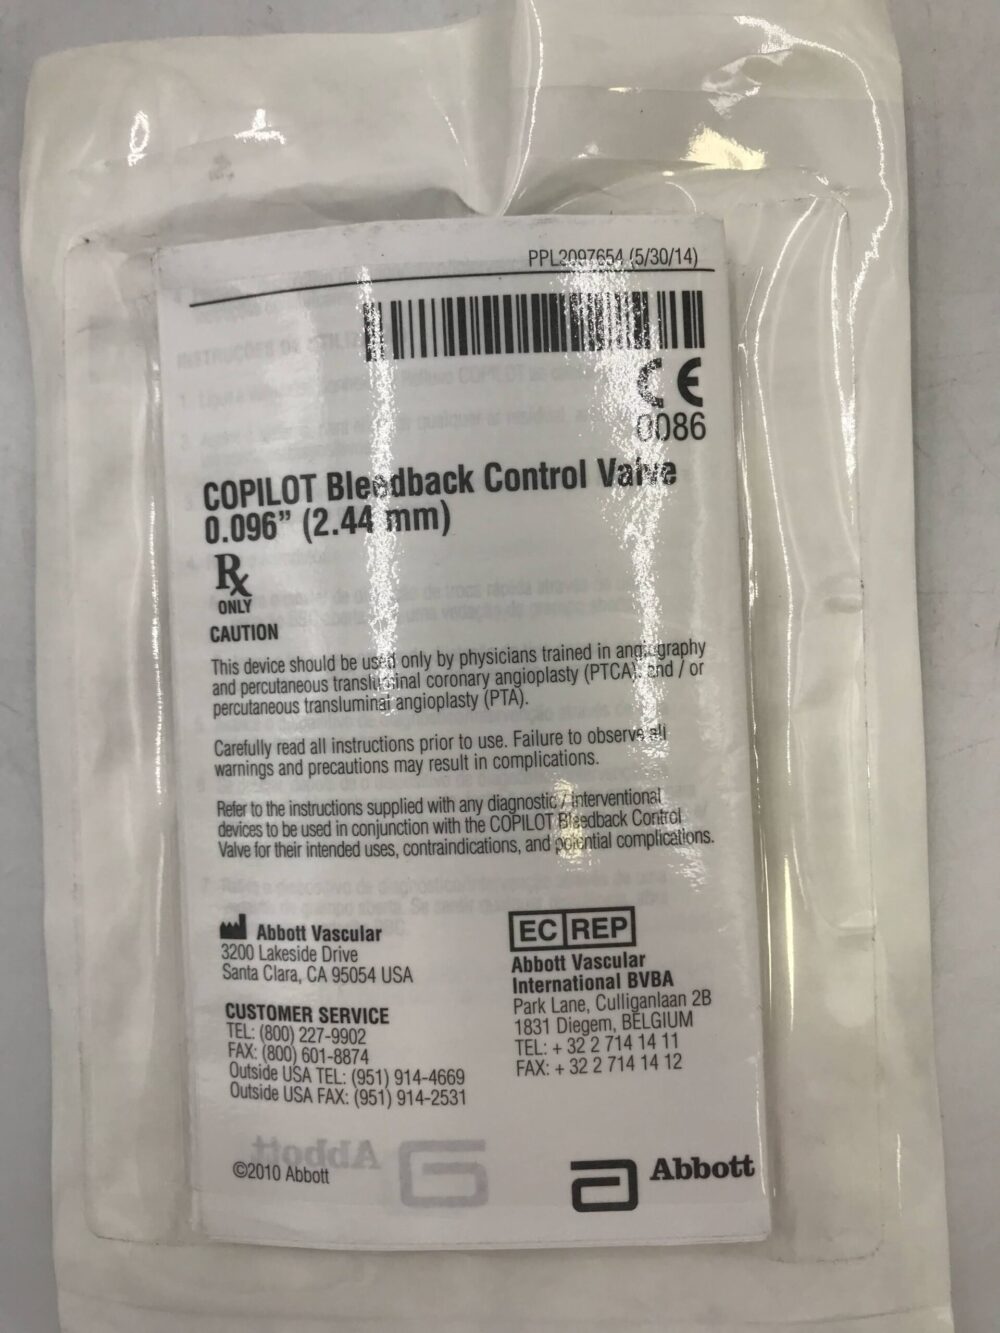 PPL2097654 (5/30/14)
CE
0086
COPILOT Bleedback Control Valve
0.096” (2.44 mm)
Rx
ONLY
CAUTION
This device should be used only by physicians trained in angiography
and percutaneous transluminal coronary angioplasty (PTCA), and / or
percutaneous transluminal angioplasty (PTA).
Carefully read all instructions prior to use. Failure to observe all
warnings and precautions may result in complications.
Refer to the instructions supplied with any diagnostic / interventional
devices to be used in conjunction with the COPILOT Bleedback Control
Valve for their intended uses, contraindications, and potential complications.
Abbott Vascular
3200 Lakeside Drive
Santa Clara, CA 95054 USA
CUSTOMER SERVICE
TEL: (800) 227-9902
FAX: (800) 601-8874
Outside USA TEL: (951) 914-4669
Outside USA FAX: (951) 914-2531
EC REP
Abbott Vascular
International BVBA
Park Lane, Culliganlaan 2B
1831 Diegem, BELGIUM
TEL: + 32 2 714 14 11
FAX: + 32 2 714 14 12
©2010 Abbott
Abbott